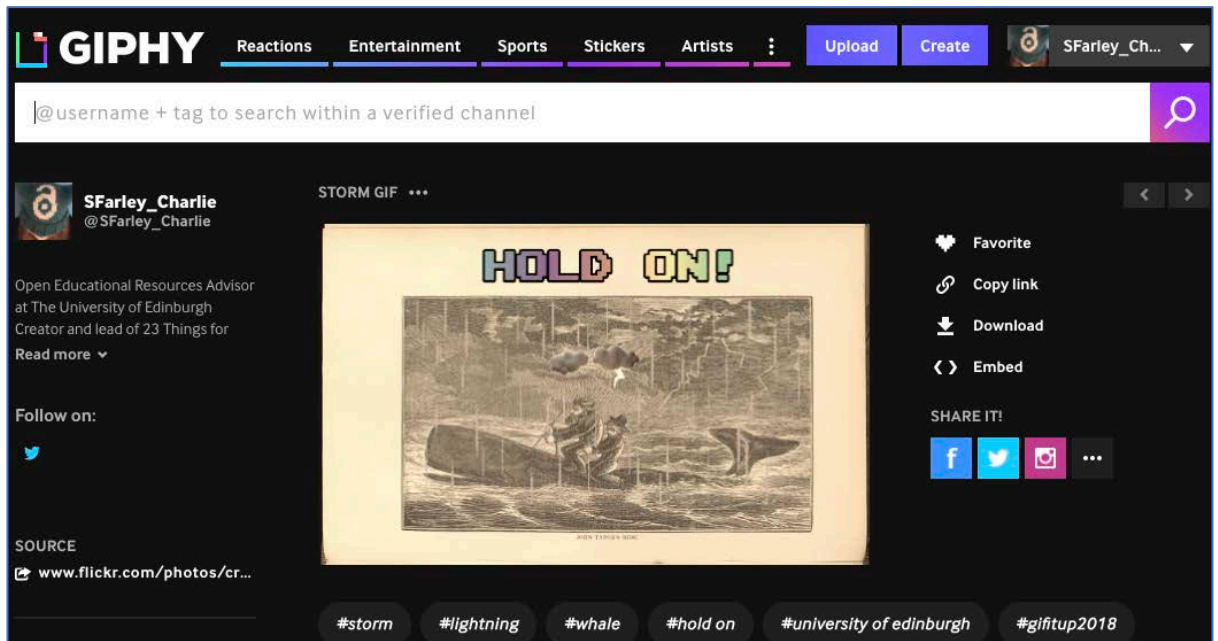 GIPHY Reactions Entertainment Sports Stickers Artists Upload Create SFarley_Ch...
@username + tag to search within a verified channel
SFarley_Charlie
@SFarley_Charlie
Open Educational Resources Advisor
at The University of Edinburgh
Creator and lead of 23 Things for
Read more
Follow on:
SOURCE
www.flickr.com/photos/cr...
STORM GIF
HOLD ON!
JOHN TABOR'S RIDE.
Favorite
Copy link
Download
Embed
SHARE IT!
#storm #lightning #whale #hold on #university of edinburgh #gifitup2018